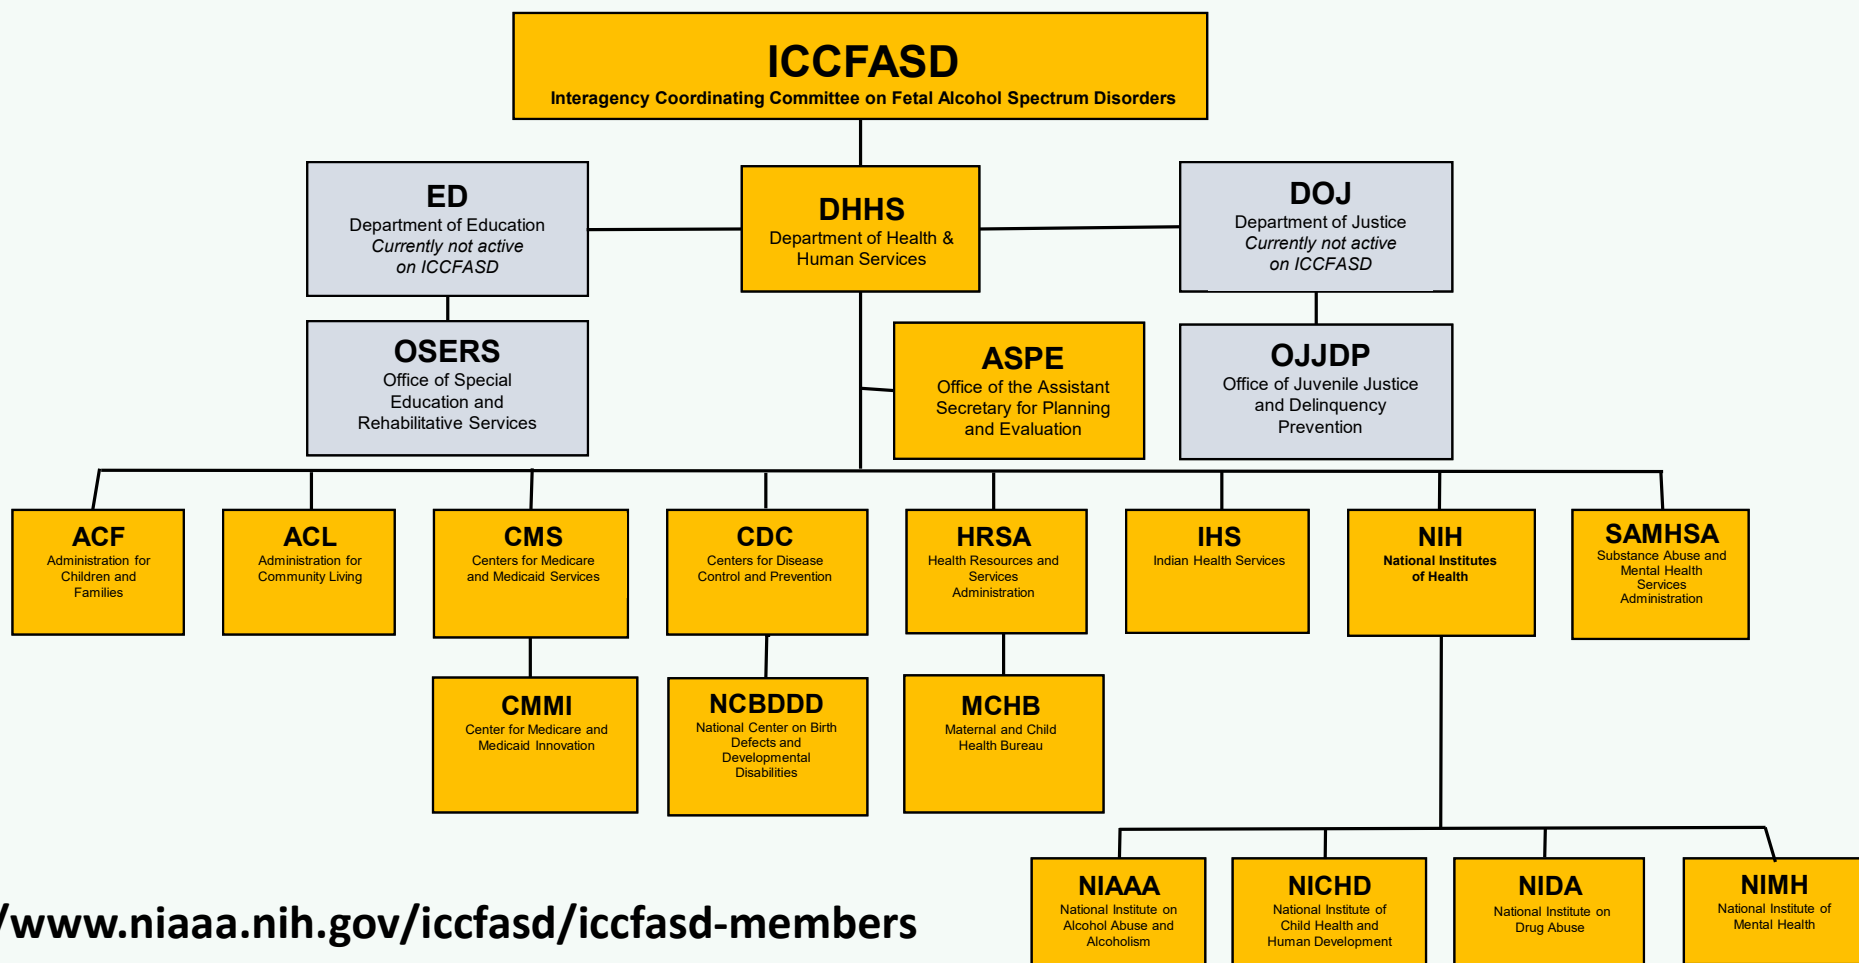 ICCFASD
Interagency Coordinating Committee on Fetal Alcohol Spectrum Disorders
ED
Department of Education
Currently not active
on ICCFASD
DHHS
Department of Health &
Human Services
DOJ
Department of Justice
Currently not active
on ICCFASD
OSERS
Office of Special
Education and
Rehabilitative Services
ASPE
Office of the Assistant
Secretary for Planning
and Evaluation
OJJDP
Office of Juvenile Justice
and Delinquency
Prevention
ACF
Administration for
Children and
Families
ACL
Administration for
Community Living
CMS
Centers for Medicare
and Medicaid Services
CDC
Centers for Disease
Control and Prevention
HRSA
Health Resources and
Services
Administration
IHS
Indian Health Services
NIH
National Institutes
of Health
SAMHSA
Substance Abuse and
Mental Health
Services
Administration
CMMI
Center for Medicare and
Medicaid Innovation
NCBDDD
National Center on Birth
Defects and
Developmental
Disabilities
MCHB
Maternal and Child
Health Bureau
NIAAA
National Institute on
Alcohol Abuse and
Alcoholism
NICHD
National Institute of
Child Health and
Human Development
NIDA
National Institute on
Drug Abuse
NIMH
National Institute of
Mental Health
/www.niaaa.nih.gov/iccfasd/iccfasd-members